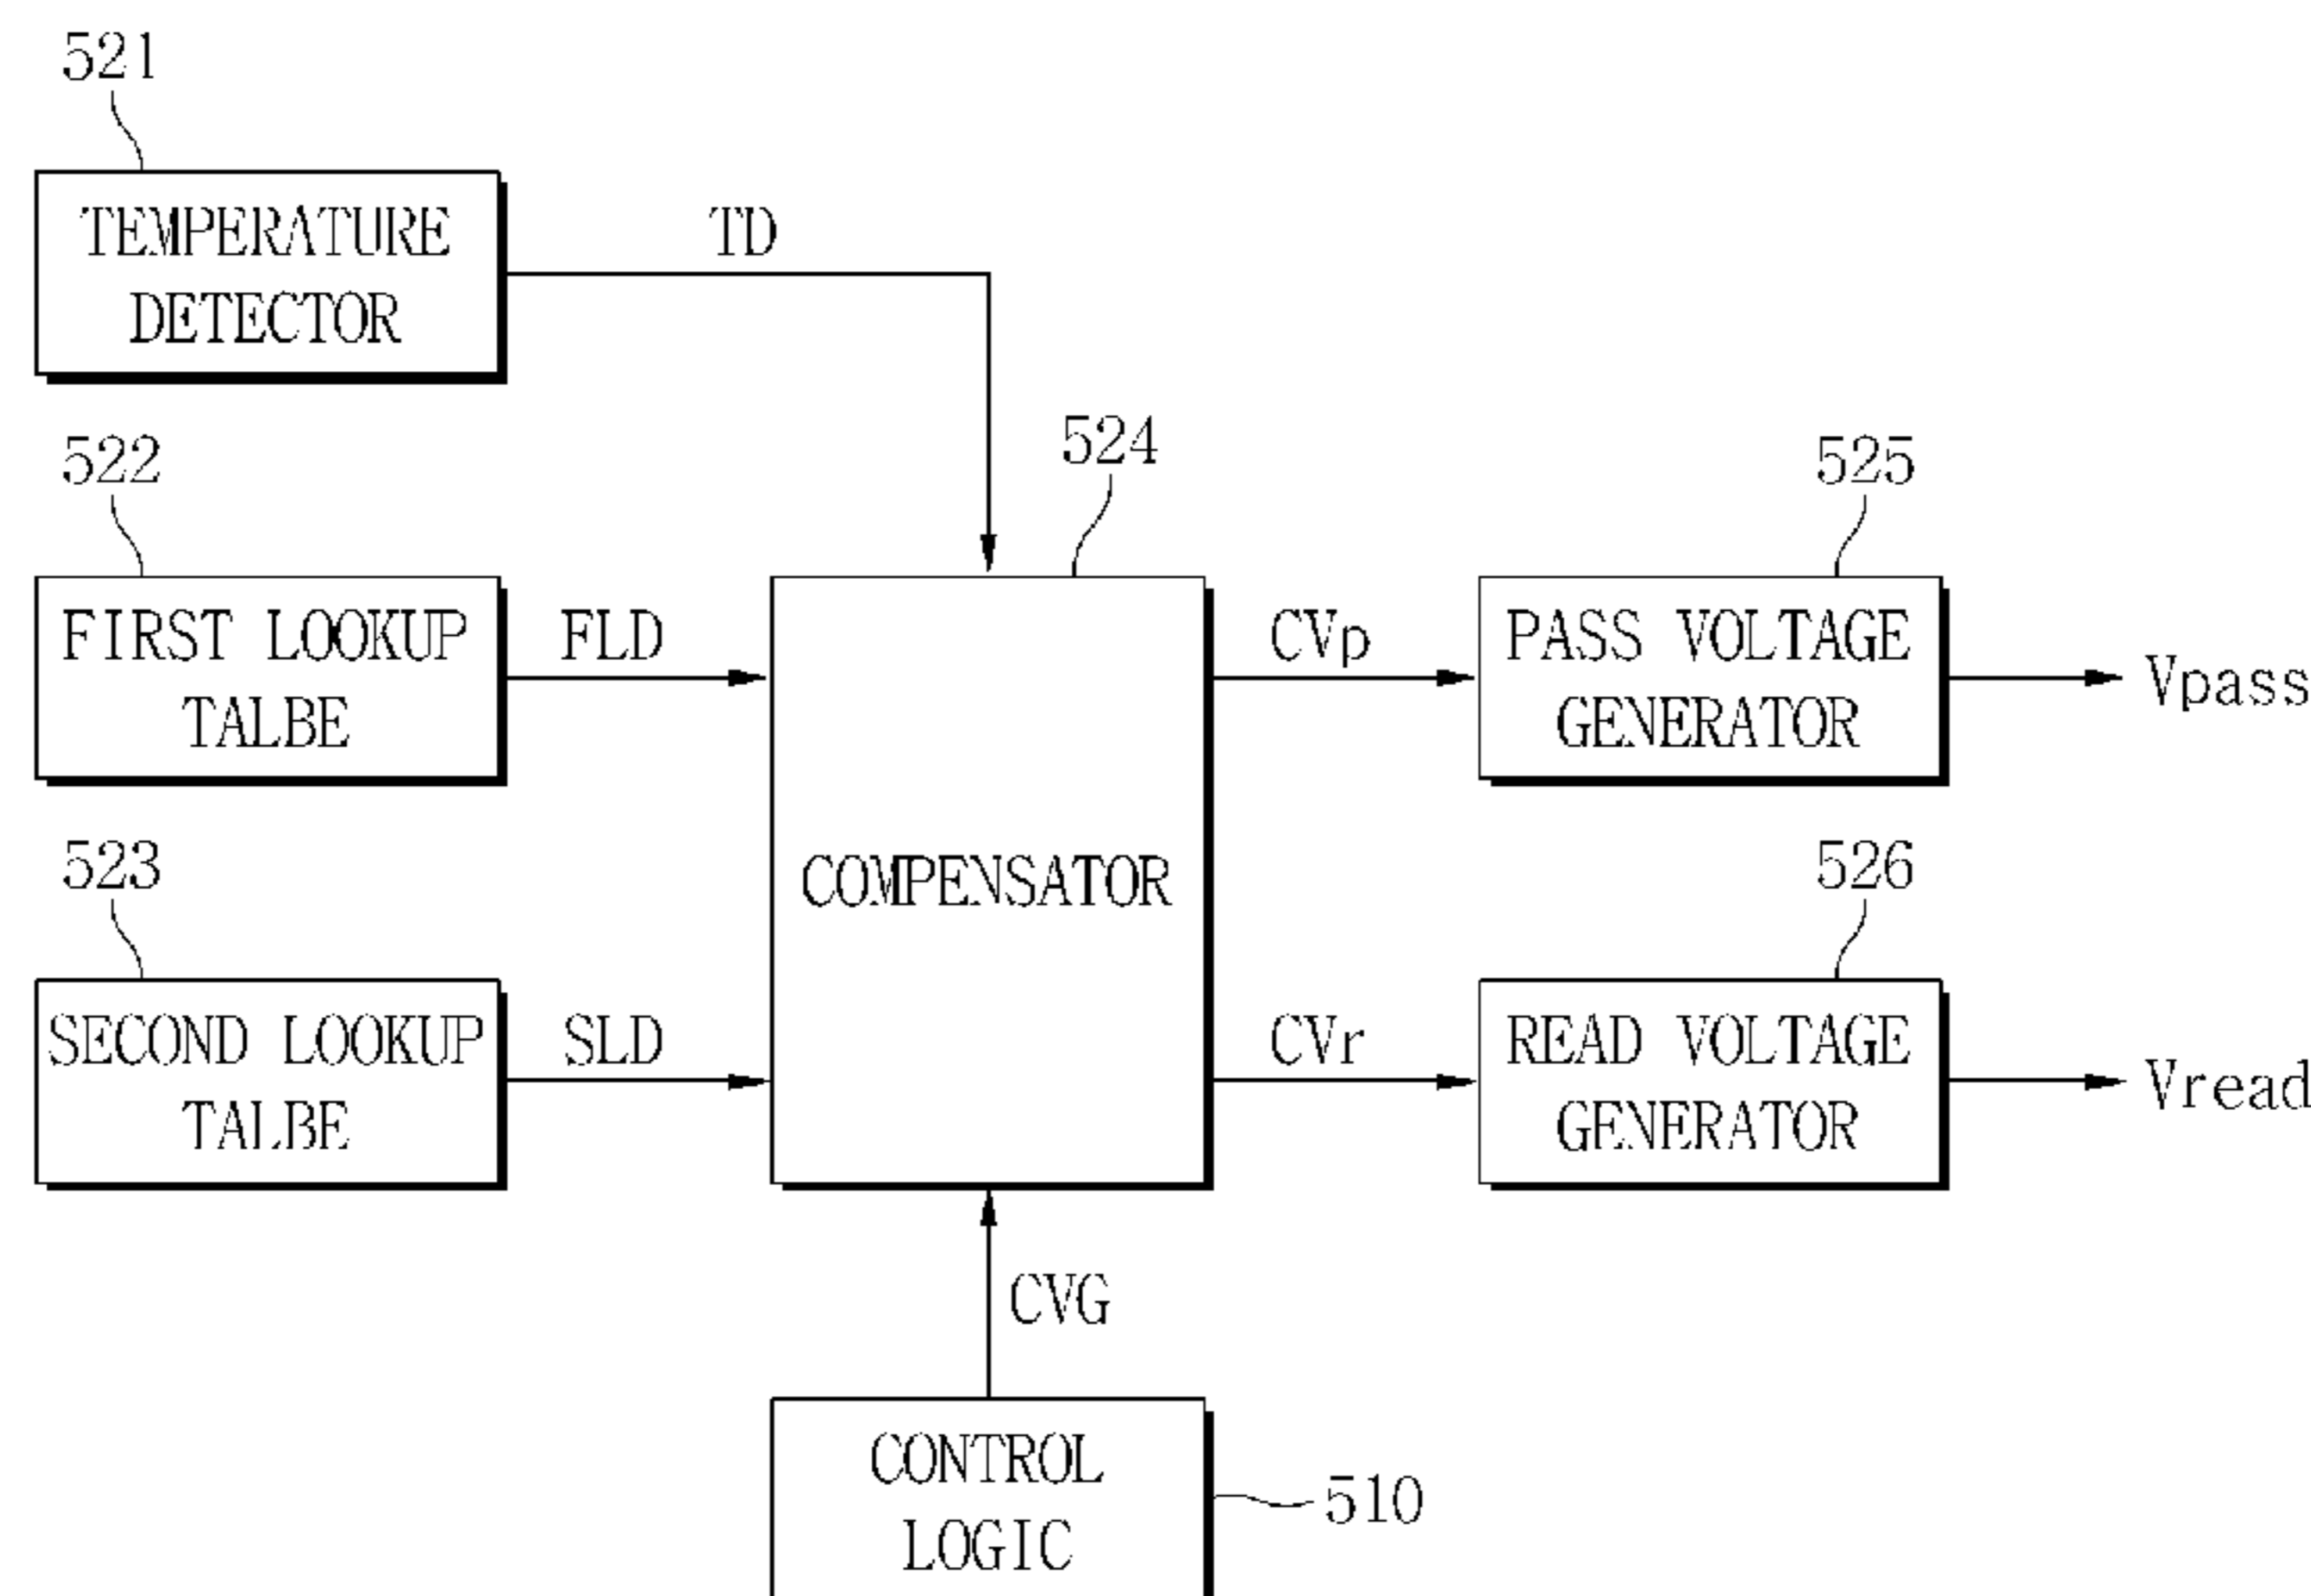 521
TEMPERATURE
DETECTOR
TD
522
FIRST LOOKUP
TALBE
FLD
524
COMPENSATOR
525
CVp
PASS VOLTAGE
GENERATOR
Vpass
523
SECOND LOOKUP
TALBE
SLD
526
CVr
READ VOLTAGE
GENERATOR
Vread
CVG
CONTROL
LOGIC
510